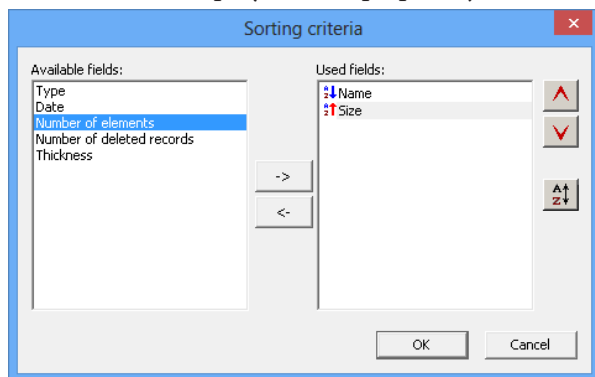 Sorting criteria
Available fields:
Type
Date
Number of elements
Number of deleted records
Thickness
->
<-
Used fields:
Name
Size
A
Z
OK
Cancel